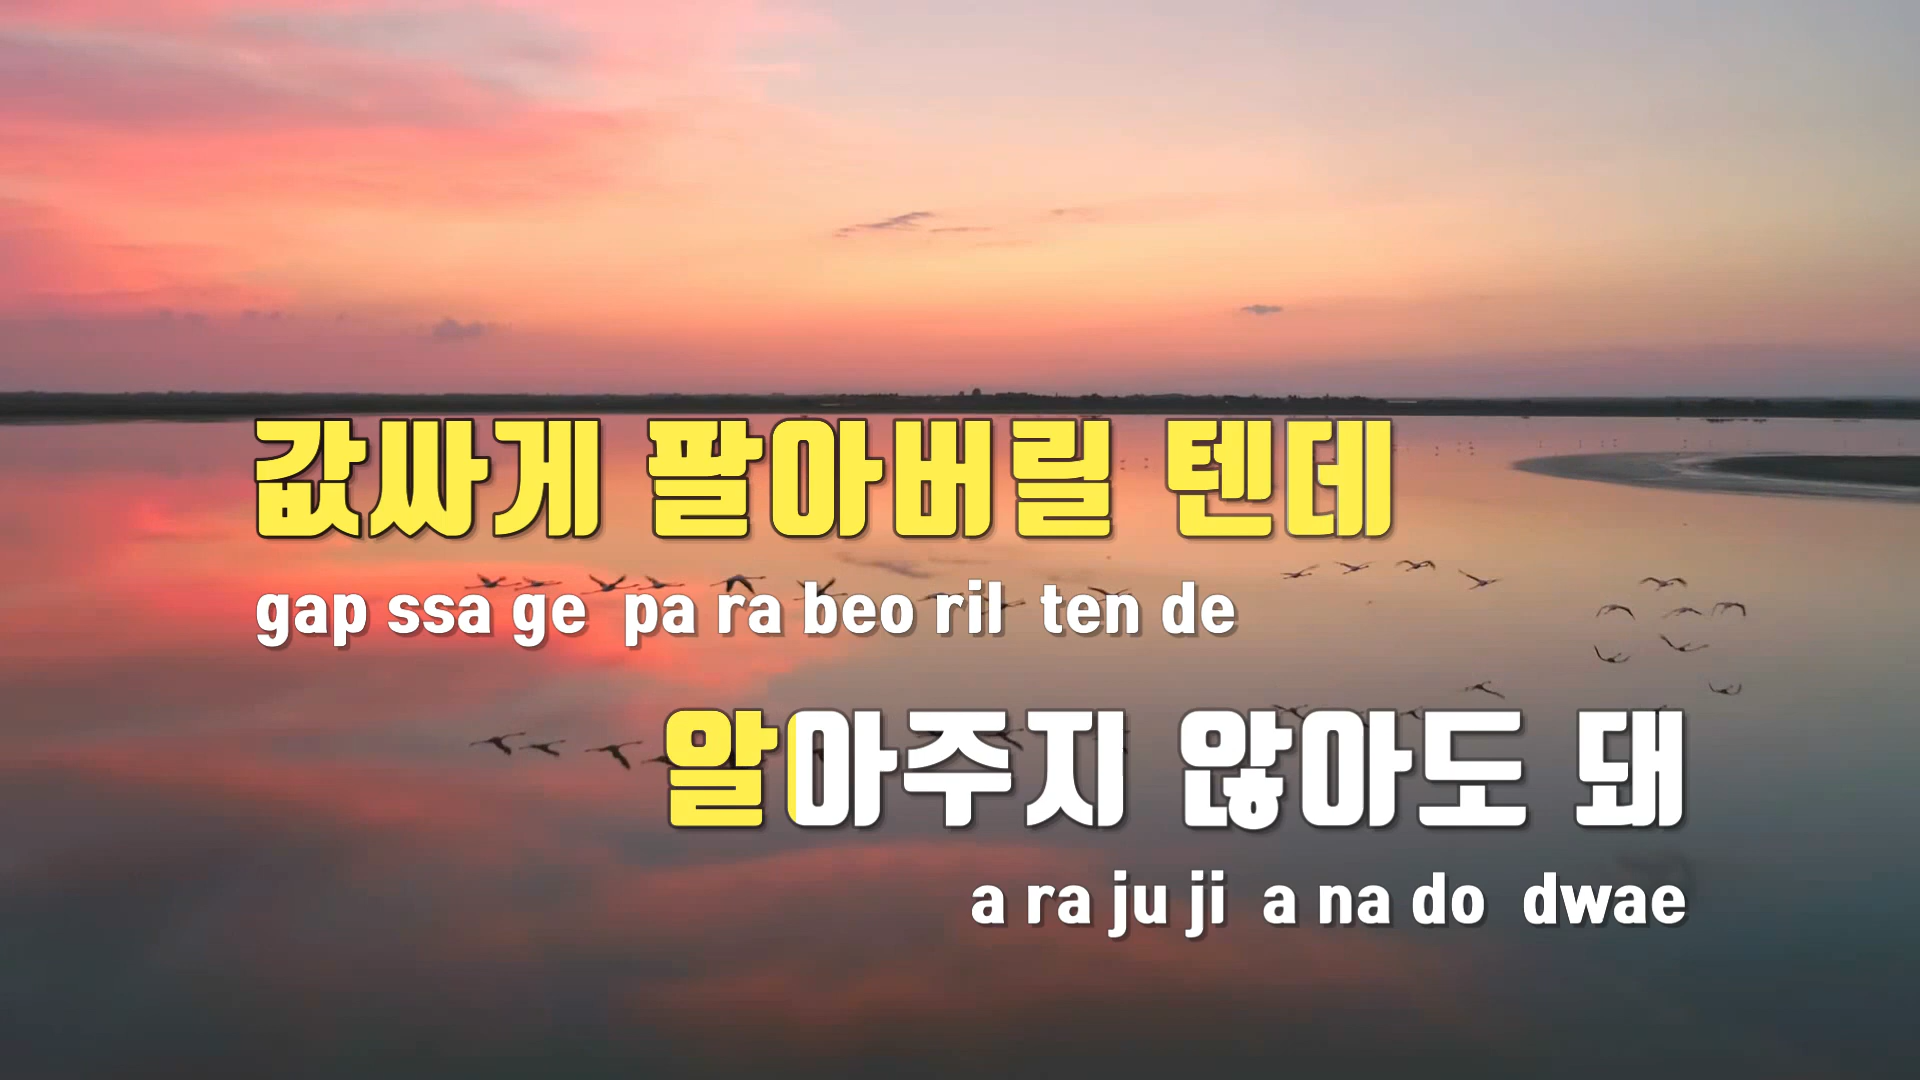 값싸게 팔아버릴 텐데
gap ssa ge pa ra beo ril ten de
알아주지 않아도 돼
a ra ju ji a na do dwae